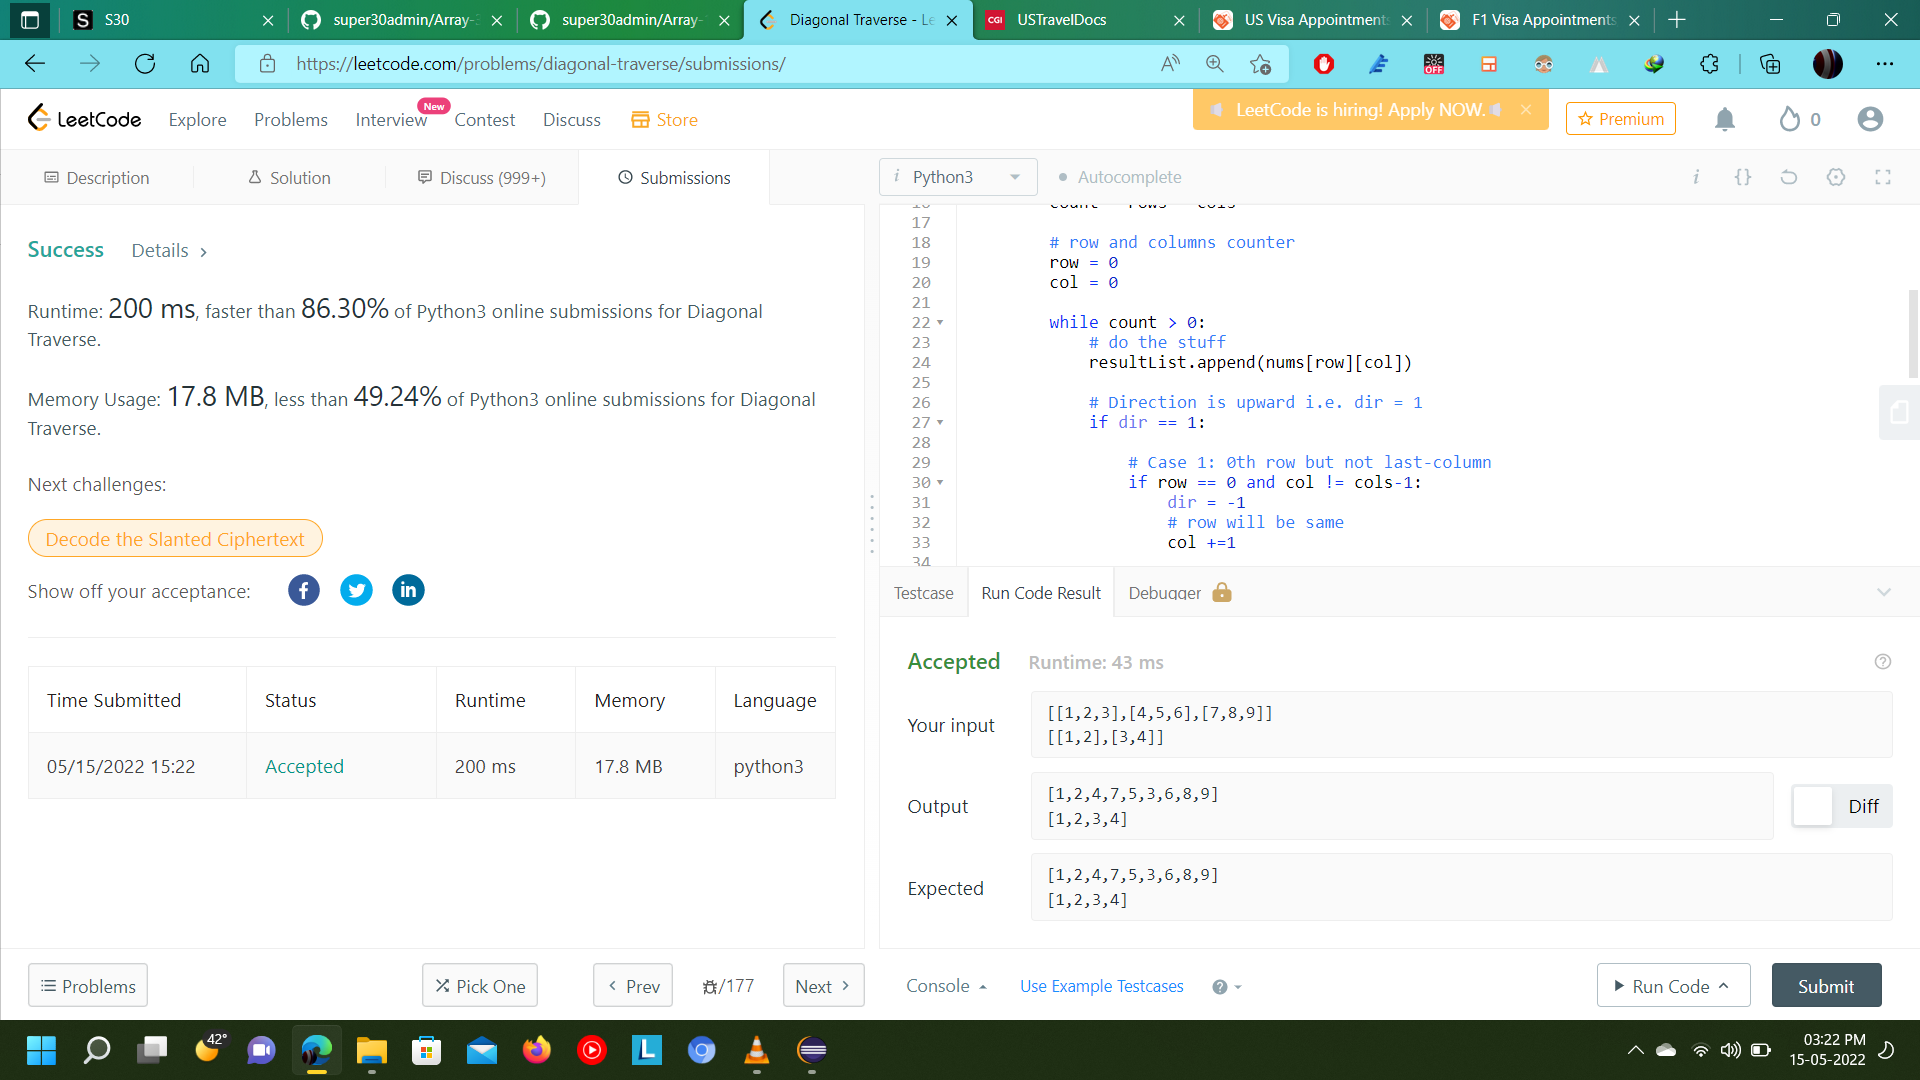 S30
super30admin/Array-
super30admin/Array-
Diagonal Traverse - Le
USTravelDocs
US Visa Appointments
F1 Visa Appointments
https://leetcode.com/problems/diagonal-traverse/submissions/
LeetCode
Explore
Problems
Interview
New
Contest
Discuss
Store
LeetCode is hiring! Apply NOW.
Premium
0
Description
Solution
Discuss (999+)
Submissions
i Python3
Autocomplete
Success
Details
Runtime: 200 ms, faster than 86.30% of Python3 online submissions for Diagonal
Traverse.
Memory Usage: 17.8 MB, less than 49.24% of Python3 online submissions for Diagonal
Traverse.
Next challenges:
Decode the Slanted Ciphertext
Show off your acceptance:
Time Submitted Status Runtime Memory Language
05/15/2022 15:22 Accepted 200 ms 17.8 MB python3
17
18 # row and columns counter
19 row = 0
20 col = 0
21
22 while count > 0:
23 # do the stuff
24 resultList.append(nums[row][col])
25
26 # Direction is upward i.e. dir = 1
27 if dir == 1:
28
29 # Case 1: 0th row but not last-column
30 if row == 0 and col != cols-1:
31 dir = -1
32 # row will be same
33 col +=1
34
Testcase
Run Code Result
Debugger
Accepted
Runtime: 43 ms
Your input
[[1,2,3],[4,5,6],[7,8,9]]
[[1,2],[3,4]]
Output
[1,2,4,7,5,3,6,8,9]
[1,2,3,4]
Diff
Expected
[1,2,4,7,5,3,6,8,9]
[1,2,3,4]
Problems
Pick One
Prev
/177
Next
Console
Use Example Testcases
Run Code
Submit
42°
03:22 PM
15-05-2022